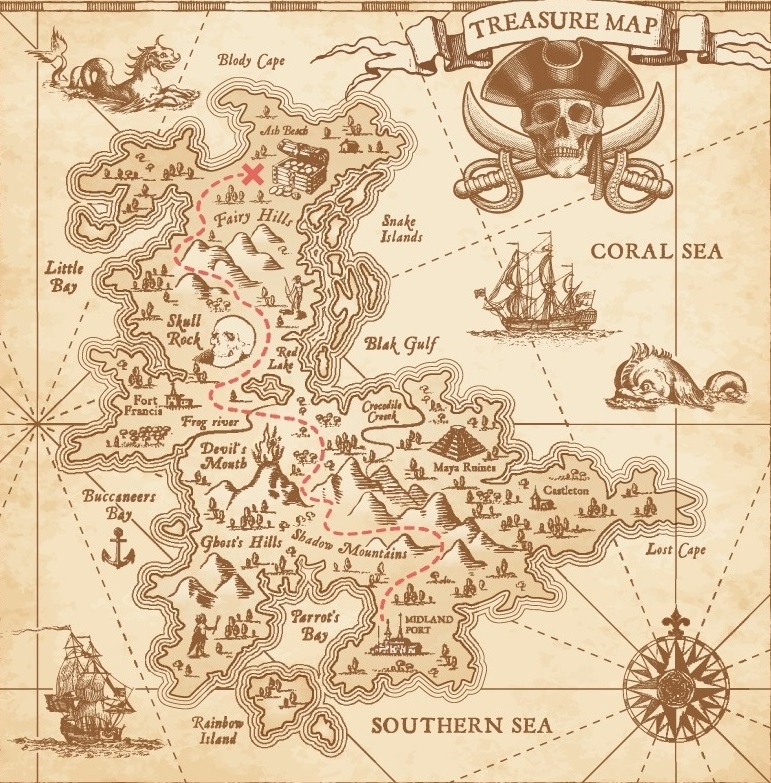 TREASURE MAP
Blody Cape
Ash Beach
Fairy Hills
Snake
Islands
CORAL SEA
Little
Bay
Skull
Rock
Red
Lake
Blak Gulf
Fort
Francis
Frog river
Crocodile
Creek
Devil's
Mouth
Maya Ruines
Castleton
Buccaneers
Bay
Ghost's Hills
Shadow Mountains
Lost Cape
Parrot's
Bay
MIDLAND
PORT
Rainbow
Island
SOUTHERN SEA